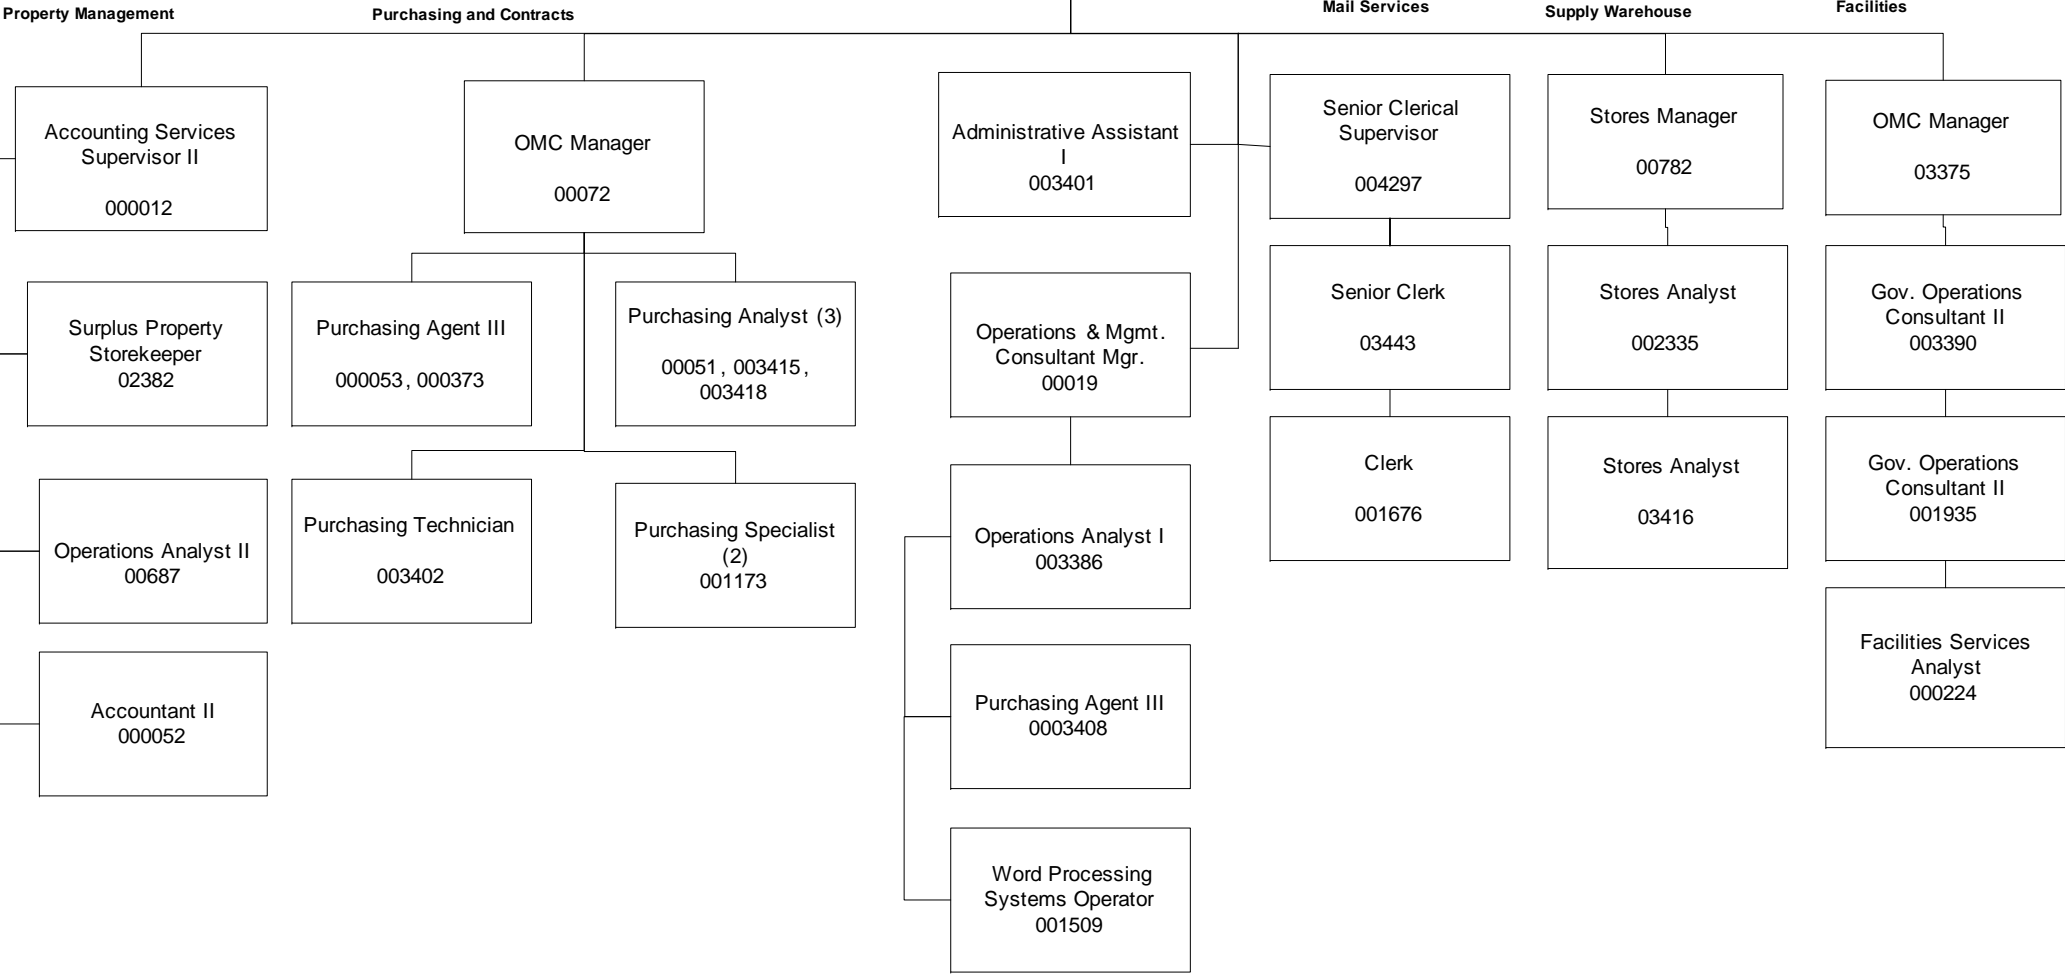 Property Management
Purchasing and Contracts
Mail Services
Supply Warehouse
Facilities
Accounting Services
Supervisor II
000012
Surplus Property
Storekeeper
02382
Operations Analyst II
00687
Accountant II
000052
OMC Manager
00072
Purchasing Agent III
000053, 000373
Purchasing Analyst (3)
00051, 003415,
003418
Purchasing Technician
003402
Purchasing Specialist
(2)
001173
Administrative Assistant
I
003401
Operations & Mgmt.
Consultant Mgr.
00019
Operations Analyst I
003386
Purchasing Agent III
0003408
Word Processing
Systems Operator
001509
Senior Clerical
Supervisor
004297
Senior Clerk
03443
Clerk
001676
Stores Manager
00782
Stores Analyst
002335
Stores Analyst
03416
OMC Manager
03375
Gov. Operations
Consultant II
003390
Gov. Operations
Consultant II
001935
Facilities Services
Analyst
000224